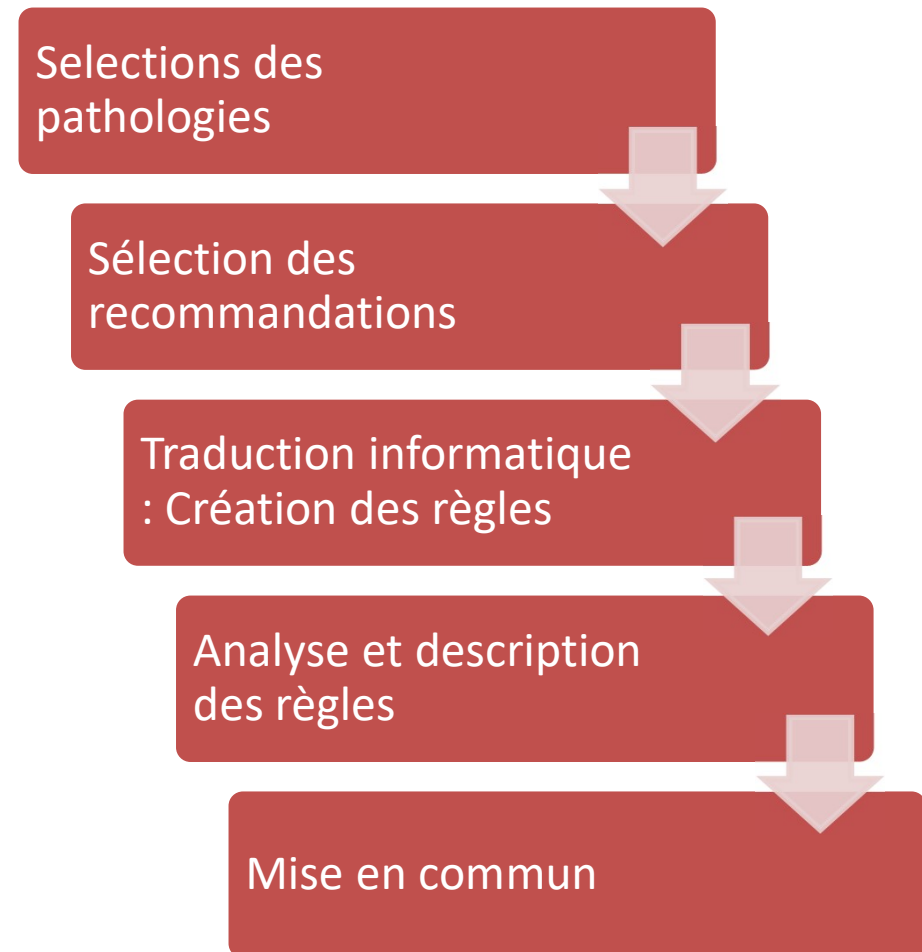 Selections des
pathologies
Sélection des
recommandations
Traduction informatique
: Création des règles
Analyse et description
des règles
Mise en commun